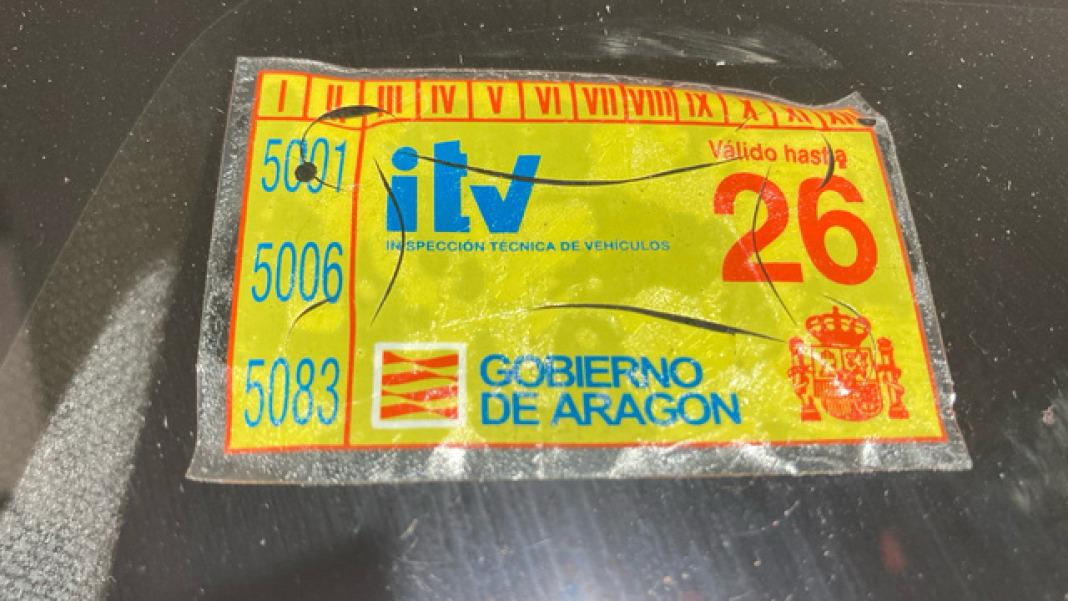 I II III IV V VI VII VIII IX X XI XII
5001
5006
5083
itv
INSPECCIÓN TÉCNICA DE VEHÍCULOS
Válido hasta
26
GOBIERNO
DE ARAGON